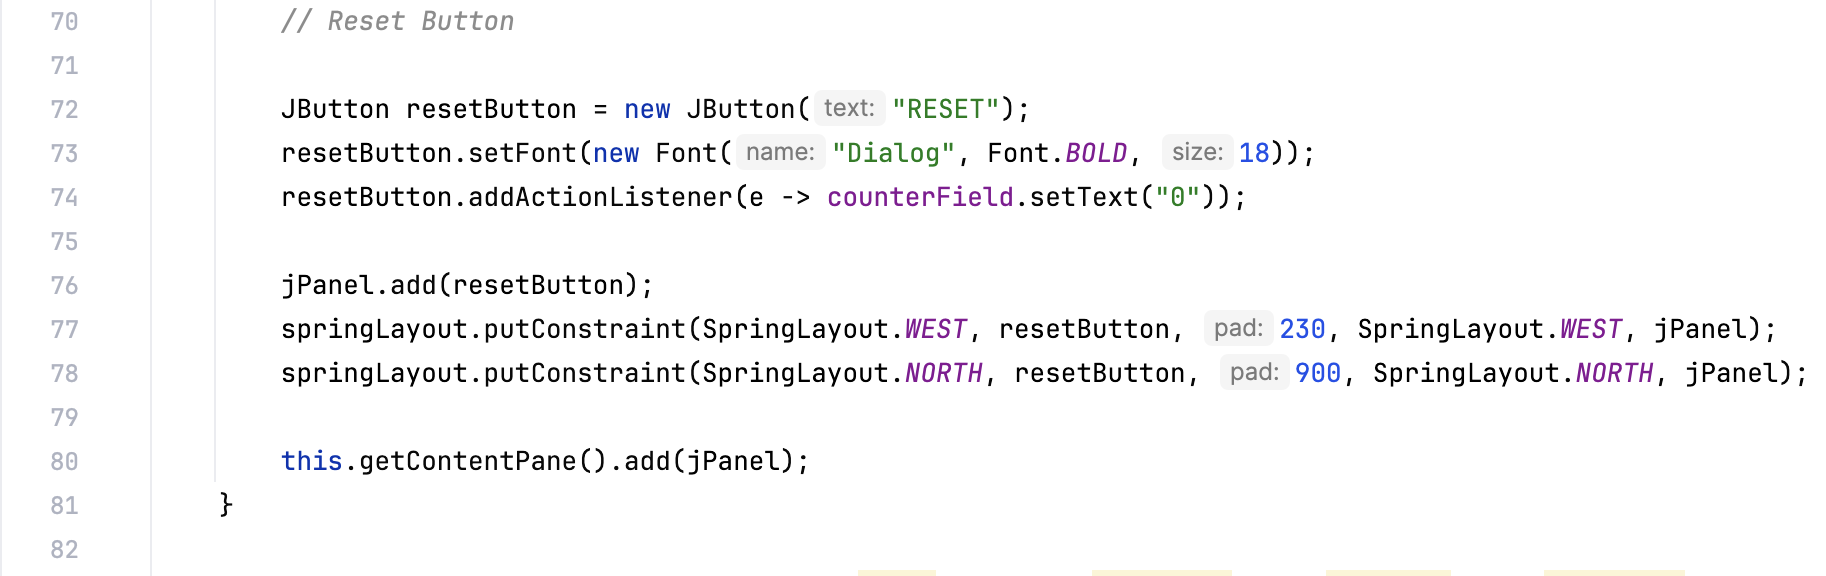 70 // Reset Button
71
72 JButton resetButton = new JButton( text: "RESET");
73 resetButton.setFont(new Font( name: "Dialog", Font.BOLD, size: 18));
74 resetButton.addActionListener(e -> counterField.setText("0"));
75
76 jPanel.add(resetButton);
77 springLayout.putConstraint(SpringLayout.WEST, resetButton, pad: 230, SpringLayout.WEST, jPanel);
78 springLayout.putConstraint(SpringLayout.NORTH, resetButton, pad: 900, SpringLayout.NORTH, jPanel);
79
80 this.getContentPane().add(jPanel);
81 }
82